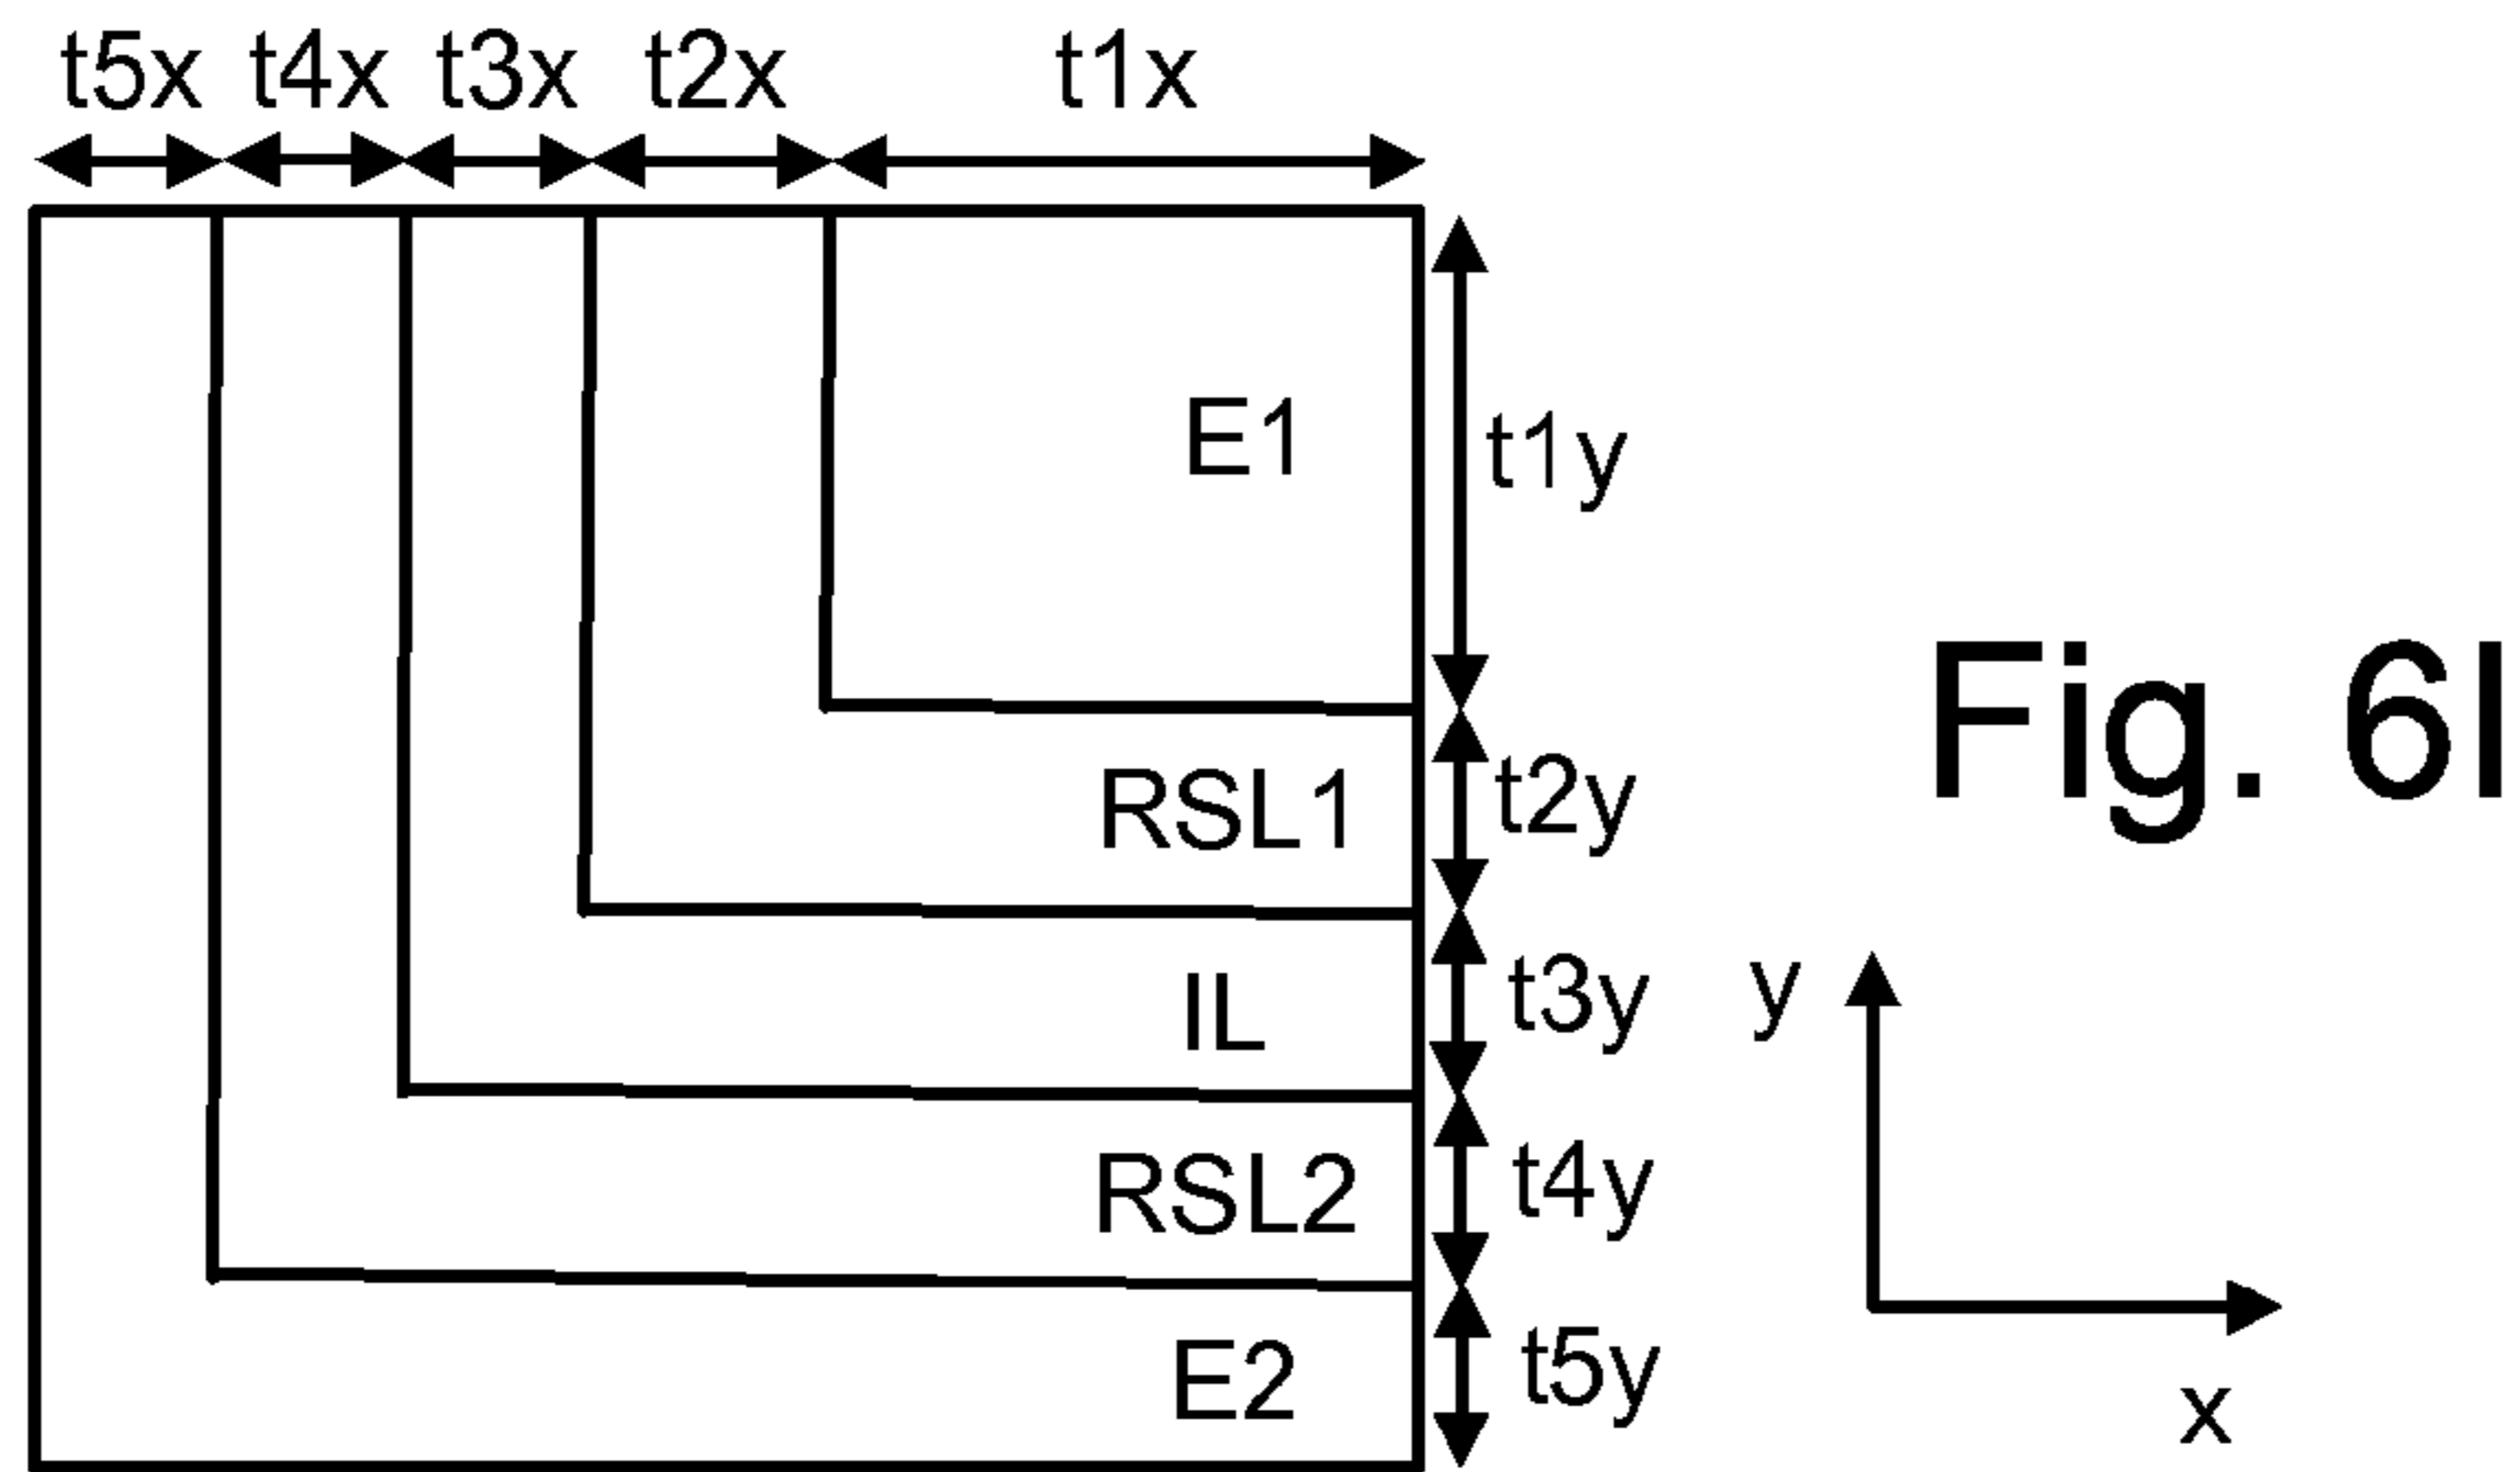 t5x t4x t3x t2x t1x
E1
t1y
Fig. 6I
RSL1
t2y
IL
t3y
y
RSL2
t4y
E2
t5y
x